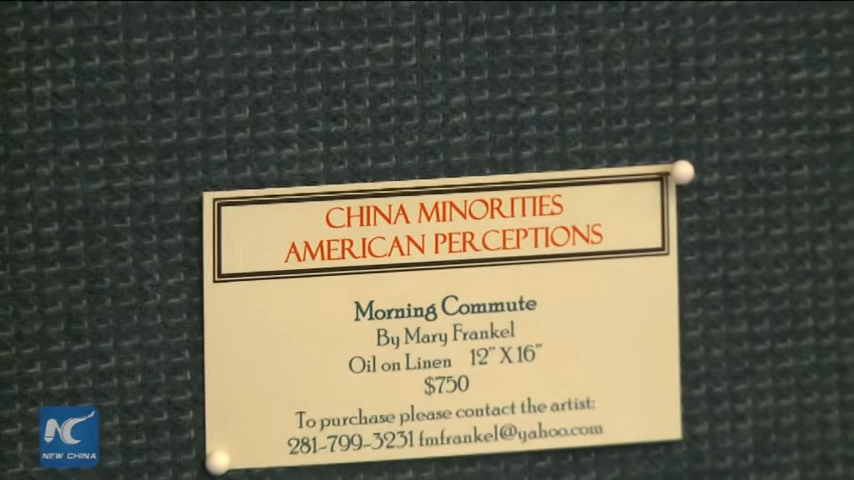 CHINA MINORITIES
AMERICAN PERCEPTIONS
Morning Commute
By Mary Frankel
Oil on Linen 12" X 16"
$750
To purchase please contact the artist:
281-799-3231 fmfrankel@yahoo.com
NC
NEW CHINA